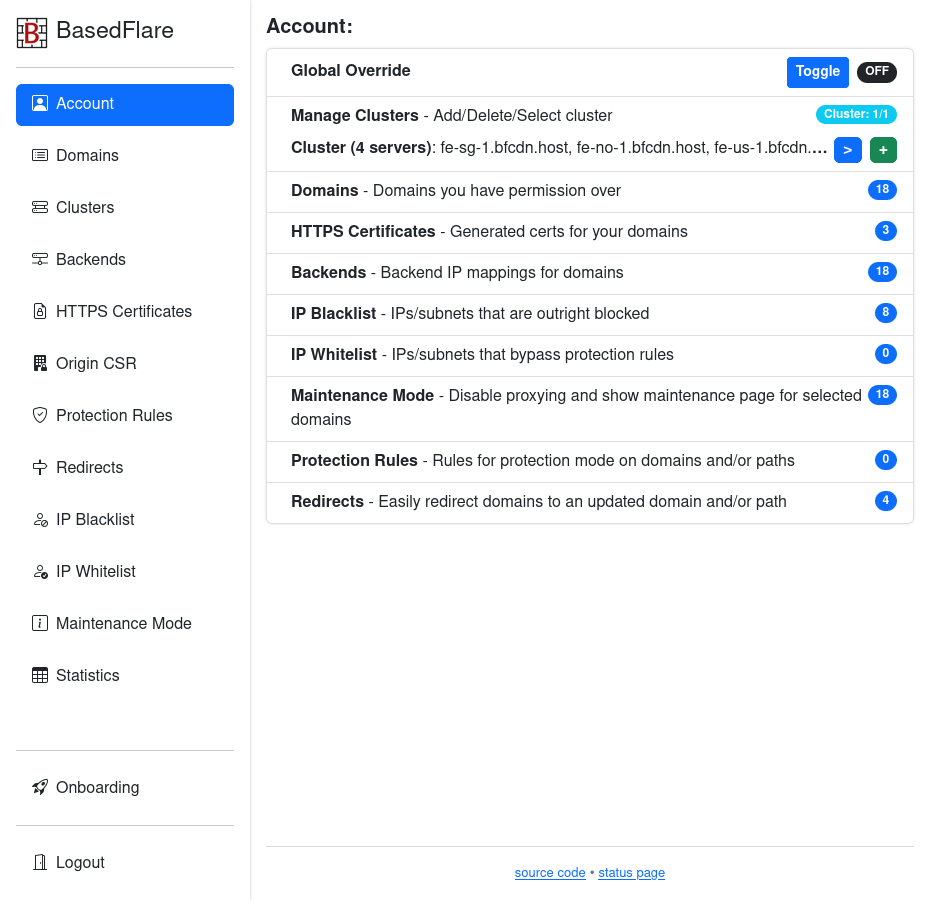 BasedFlare
Account
Domains
Clusters
Backends
HTTPS Certificates
Origin CSR
Protection Rules
Redirects
IP Blacklist
IP Whitelist
Maintenance Mode
Statistics
Onboarding
Logout
Account:
Global Override Toggle OFF
Manage Clusters - Add/Delete/Select cluster Cluster: 1/1
Cluster (4 servers): fe-sg-1.bfcdn.host, fe-no-1.bfcdn.host, fe-us-1.bfcdn.... > +
Domains - Domains you have permission over 18
HTTPS Certificates - Generated certs for your domains 3
Backends - Backend IP mappings for domains 18
IP Blacklist - IPs/subnets that are outright blocked 8
IP Whitelist - IPs/subnets that bypass protection rules 0
Maintenance Mode - Disable proxying and show maintenance page for selected 18
domains
Protection Rules - Rules for protection mode on domains and/or paths 0
Redirects - Easily redirect domains to an updated domain and/or path 4
source code • status page